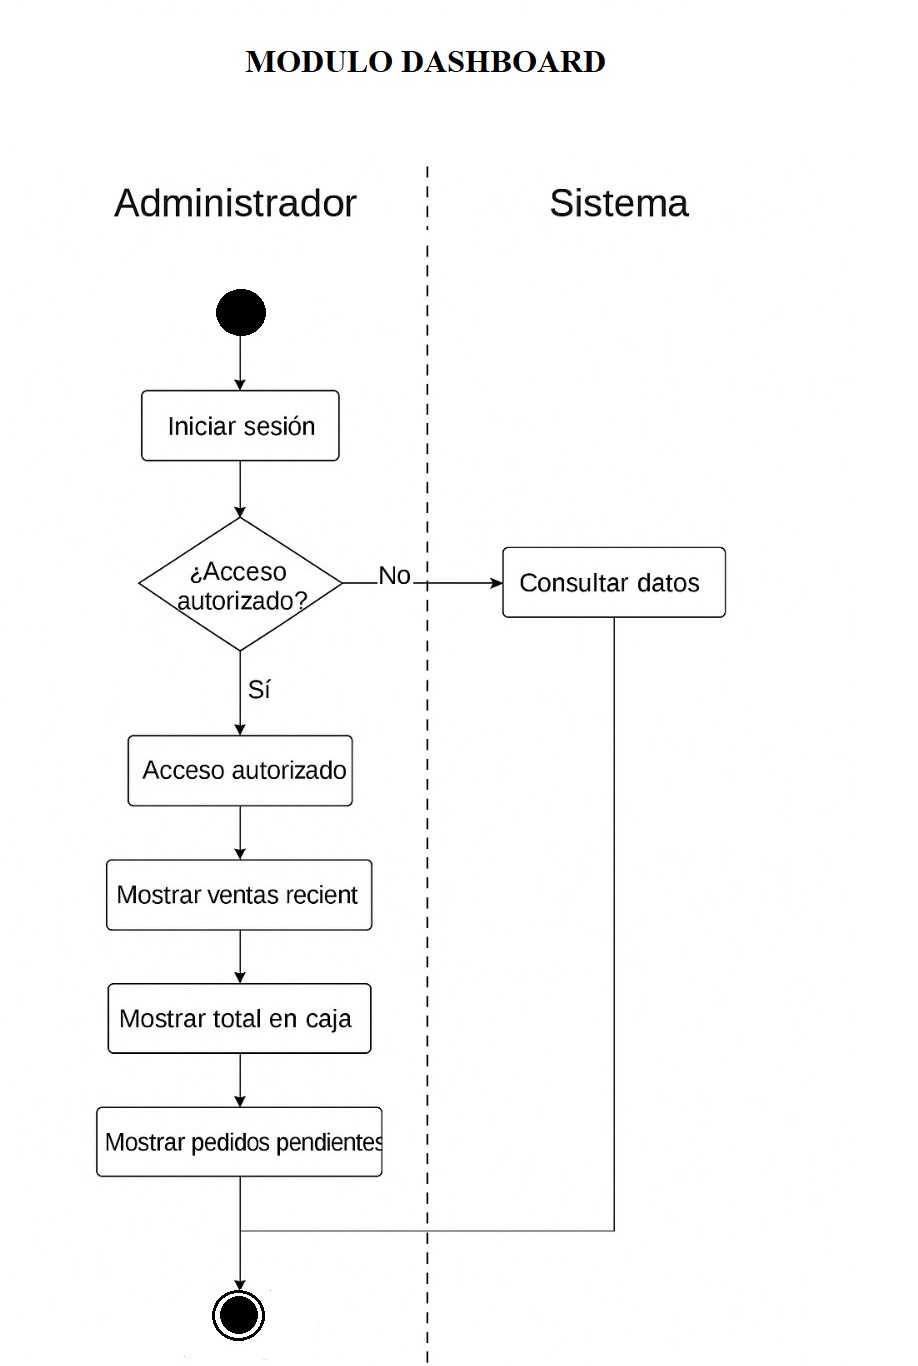 MODULO DASHBOARD
Administrador
Sistema
Iniciar sesión
¿Acceso
autorizado?
No
Consultar datos
Sí
Acceso autorizado
Mostrar ventas recient
Mostrar total en caja
Mostrar pedidos pendientes